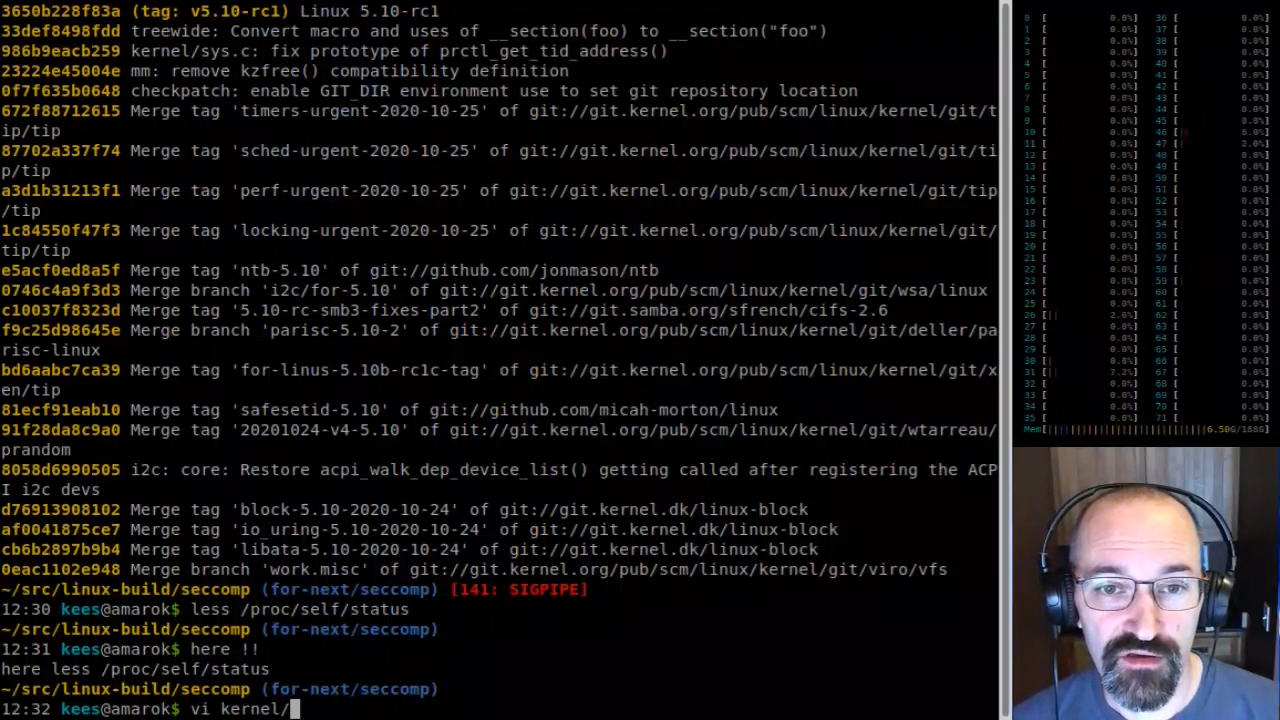 3650b228f83a (tag: v5.10-rc1) Linux 5.10-rc1
33def8498fdd treewide: Convert macro and uses of __section(foo) to __section("foo")
986b9eacb259 kernel/sys.c: fix prototype of prctl_get_tid_address()
23224e45004e mm: remove kzfree() compatibility definition
0f7f635b0648 checkpatch: enable GIT_DIR environment use to set git repository location
672f88712615 Merge tag 'timers-urgent-2020-10-25' of git://git.kernel.org/pub/scm/linux/kernel/git/t
ip/tip
87702a337f74 Merge tag 'sched-urgent-2020-10-25' of git://git.kernel.org/pub/scm/linux/kernel/git/ti
p/tip
a3d1b31213f1 Merge tag 'perf-urgent-2020-10-25' of git://git.kernel.org/pub/scm/linux/kernel/git/tip
/tip
1c84550f47f3 Merge tag 'locking-urgent-2020-10-25' of git://git.kernel.org/pub/scm/linux/kernel/git/
tip/tip
e5acf0ed8a5f Merge tag 'ntb-5.10' of git://github.com/jonmason/ntb
0746c4a9f3d3 Merge branch 'i2c/for-5.10' of git://git.kernel.org/pub/scm/linux/kernel/git/wsa/linux
c10037f8323d Merge tag '5.10-rc-smb3-fixes-part2' of git://git.samba.org/sfrench/cifs-2.6
f9c25d98645e Merge branch 'parisc-5.10-2' of git://git.kernel.org/pub/scm/linux/kernel/git/deller/pa
risc-linux
bd6aabc7ca39 Merge tag 'for-linus-5.10b-rc1c-tag' of git://git.kernel.org/pub/scm/linux/kernel/git/x
en/tip
81ecf91eab10 Merge tag 'safesetid-5.10' of git://github.com/micah-morton/linux
91f28da8c9a0 Merge tag '20201024-v4-5.10' of git://git.kernel.org/pub/scm/linux/kernel/git/wtarreau/
prandom
8058d6990505 i2c: core: Restore acpi_walk_dep_device_list() getting called after registering the ACP
I i2c devs
d76913908102 Merge tag 'block-5.10-2020-10-24' of git://git.kernel.dk/linux-block
af0041875ce7 Merge tag 'io_uring-5.10-2020-10-24' of git://git.kernel.dk/linux-block
cb6b2897b9b4 Merge tag 'libata-5.10-2020-10-24' of git://git.kernel.dk/linux-block
0eac1102e948 Merge branch 'work.misc' of git://git.kernel.org/pub/scm/linux/kernel/git/viro/vfs
~/src/linux-build/seccomp (for-next/seccomp) [141: SIGPIPE]
12:30 kees@amarok$ less /proc/self/status
~/src/linux-build/seccomp (for-next/seccomp)
12:31 kees@amarok$ here !!
here less /proc/self/status
~/src/linux-build/seccomp (for-next/seccomp)
12:32 kees@amarok$ vi kernel/